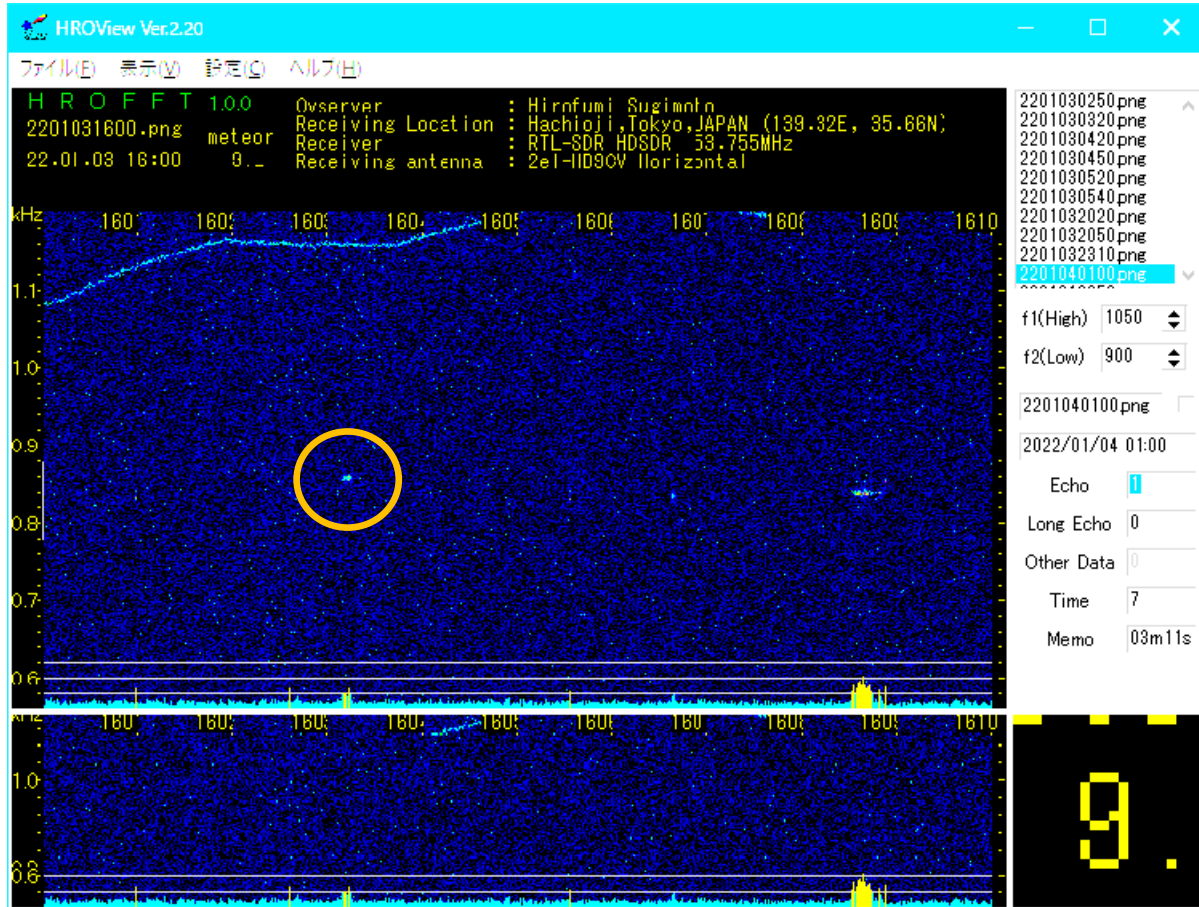 HROView Ver.2.20
ファイル(F) 表示(V) 設定(C) ヘルプ(H)
H R O F F T 1.0.0
2201031600.png
meteor
22.01.03 16:00
9._
Ovserver : Hirofumi Sugimoto
Receiving Location : Hachioji,Tokyo,JAPAN (139.32E, 35.66N)
Receiver : RTL-SDR HDSDR 53.755MHz
Receiving antenna : Horizontal
kHz 1610
1.1
1.0
0.9
0.8
0.7
0.6
kHz 1610
1.0
0.6
2201030250.png
2201030320.png
2201030420.png
2201030450.png
2201030520.png
2201030540.png
2201032020.png
2201032050.png
2201032310.png
2201040100.png
f1(High) 1050
f2(Low) 900
2201040100.png
2022/01/04 01:00
Echo 1
Long Echo 0
Other Data 0
Time 7
Memo 03m11s
9.